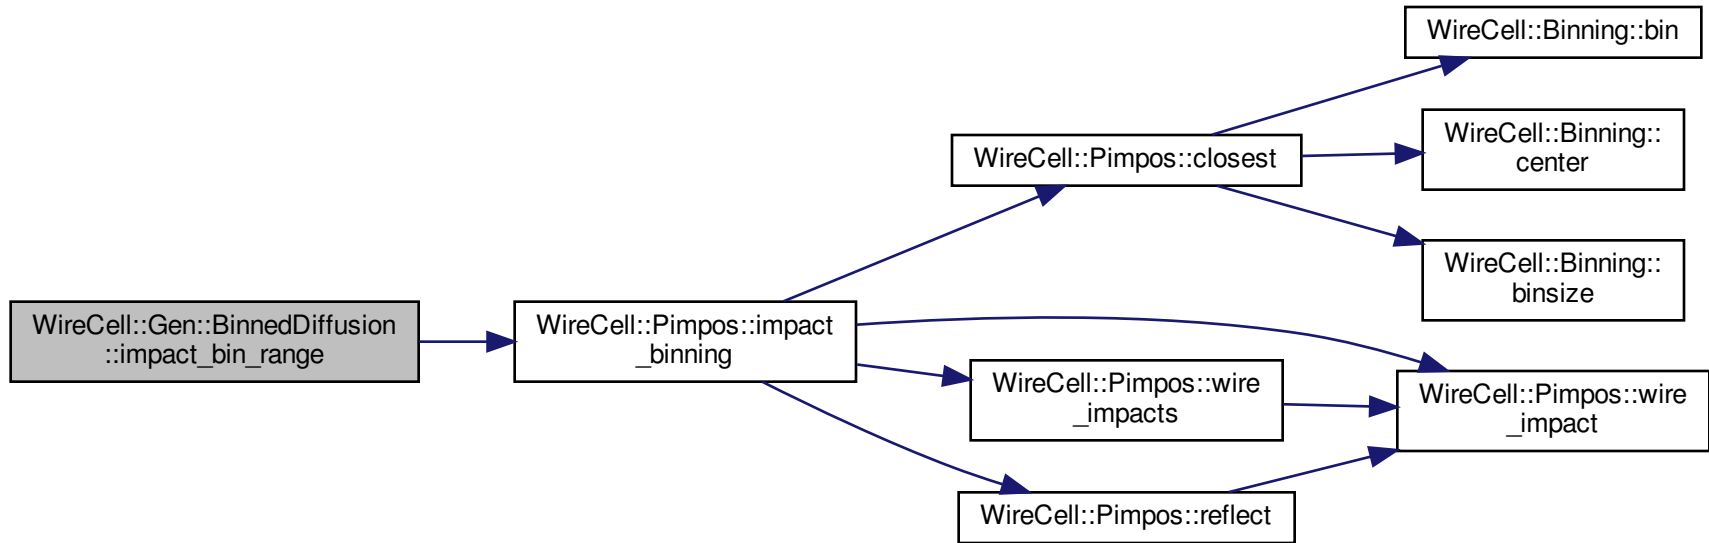 WireCell::Gen::BinnedDiffusion
::impact_bin_range
WireCell::Pimpos::impact
_binning
WireCell::Pimpos::closest
WireCell::Binning::bin
WireCell::Binning::
center
WireCell::Binning::
binsize
WireCell::Pimpos::wire
_impacts
WireCell::Pimpos::wire
_impact
WireCell::Pimpos::reflect